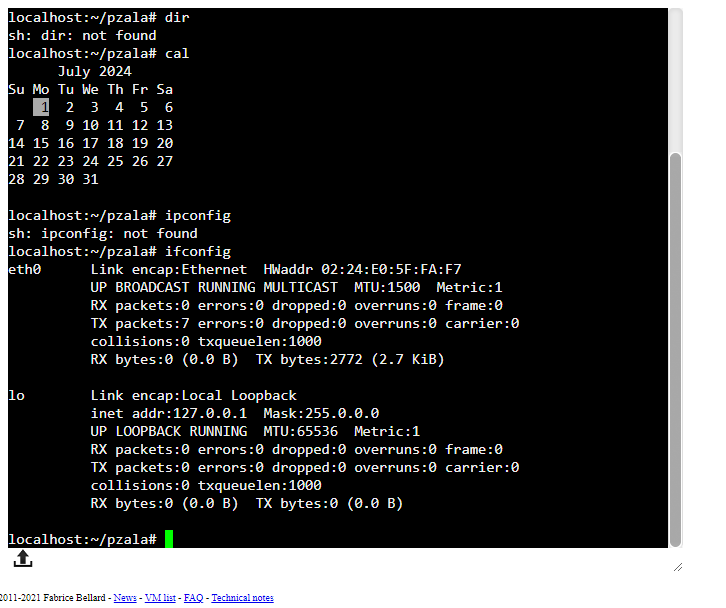 localhost:~/pzala# dir
sh: dir: not found
localhost:~/pzala# cal
      July 2024
Su Mo Tu We Th Fr Sa
    1  2  3  4  5  6
 7  8  9 10 11 12 13
14 15 16 17 18 19 20
21 22 23 24 25 26 27
28 29 30 31
localhost:~/pzala# ipconfig
sh: ipconfig: not found
localhost:~/pzala# ifconfig
eth0      Link encap:Ethernet  HWaddr 02:24:E0:5F:FA:F7
          UP BROADCAST RUNNING MULTICAST  MTU:1500  Metric:1
          RX packets:0 errors:0 dropped:0 overruns:0 frame:0
          TX packets:7 errors:0 dropped:0 overruns:0 carrier:0
          collisions:0 txqueuelen:1000
          RX bytes:0 (0.0 B)  TX bytes:2772 (2.7 KiB)
lo        Link encap:Local Loopback
          inet addr:127.0.0.1  Mask:255.0.0.0
          UP LOOPBACK RUNNING  MTU:65536  Metric:1
          RX packets:0 errors:0 dropped:0 overruns:0 frame:0
          TX packets:0 errors:0 dropped:0 overruns:0 carrier:0
          collisions:0 txqueuelen:1000
          RX bytes:0 (0.0 B)  TX bytes:0 (0.0 B)
localhost:~/pzala#
2011-2021 Fabrice Bellard - News - VM list - FAQ - Technical notes